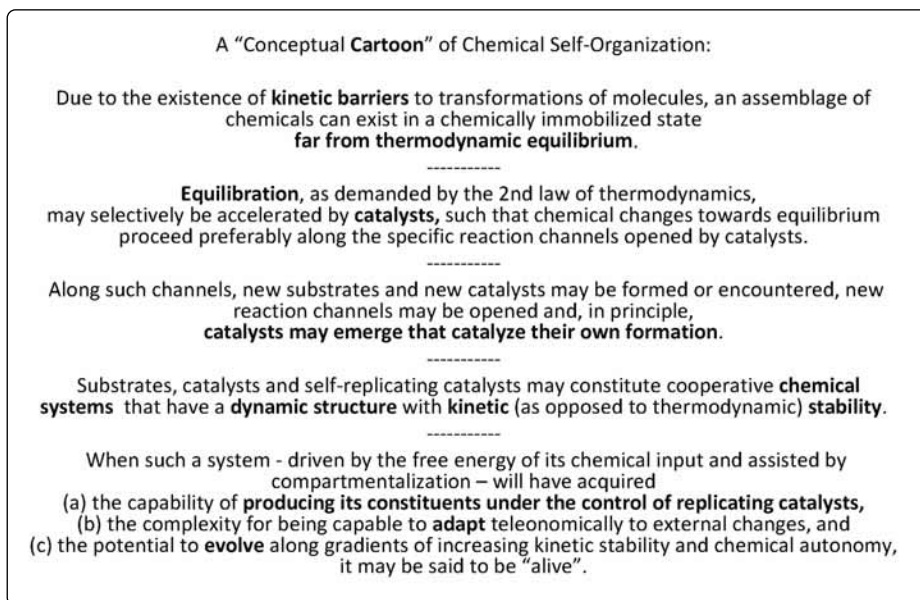 A “Conceptual Cartoon” of Chemical Self-Organization:
Due to the existence of kinetic barriers to transformations of molecules, an assemblage of
chemicals can exist in a chemically immobilized state
far from thermodynamic equilibrium.
-----------
Equilibration, as demanded by the 2nd law of thermodynamics,
may selectively be accelerated by catalysts, such that chemical changes towards equilibrium
proceed preferably along the specific reaction channels opened by catalysts.
-----------
Along such channels, new substrates and new catalysts may be formed or encountered, new
reaction channels may be opened and, in principle,
catalysts may emerge that catalyze their own formation.
-----------
Substrates, catalysts and self-replicating catalysts may constitute cooperative chemical
systems that have a dynamic structure with kinetic (as opposed to thermodynamic) stability.
-----------
When such a system - driven by the free energy of its chemical input and assisted by
compartmentalization – will have acquired
(a) the capability of producing its constituents under the control of replicating catalysts,
(b) the complexity for being capable to adapt teleonomically to external changes, and
(c) the potential to evolve along gradients of increasing kinetic stability and chemical autonomy,
it may be said to be “alive”.